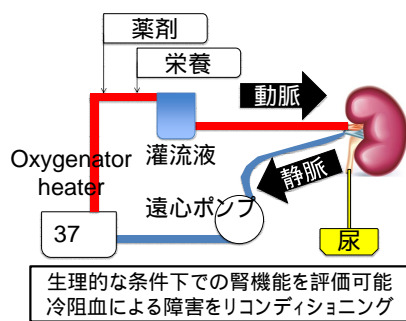 薬剤
栄養
動脈
灌流液
Oxygenator
heater
静脈
遠心ポンプ
37
尿
生理的な条件下での腎機能を評価可能
冷阻血による障害をリコンディショニング